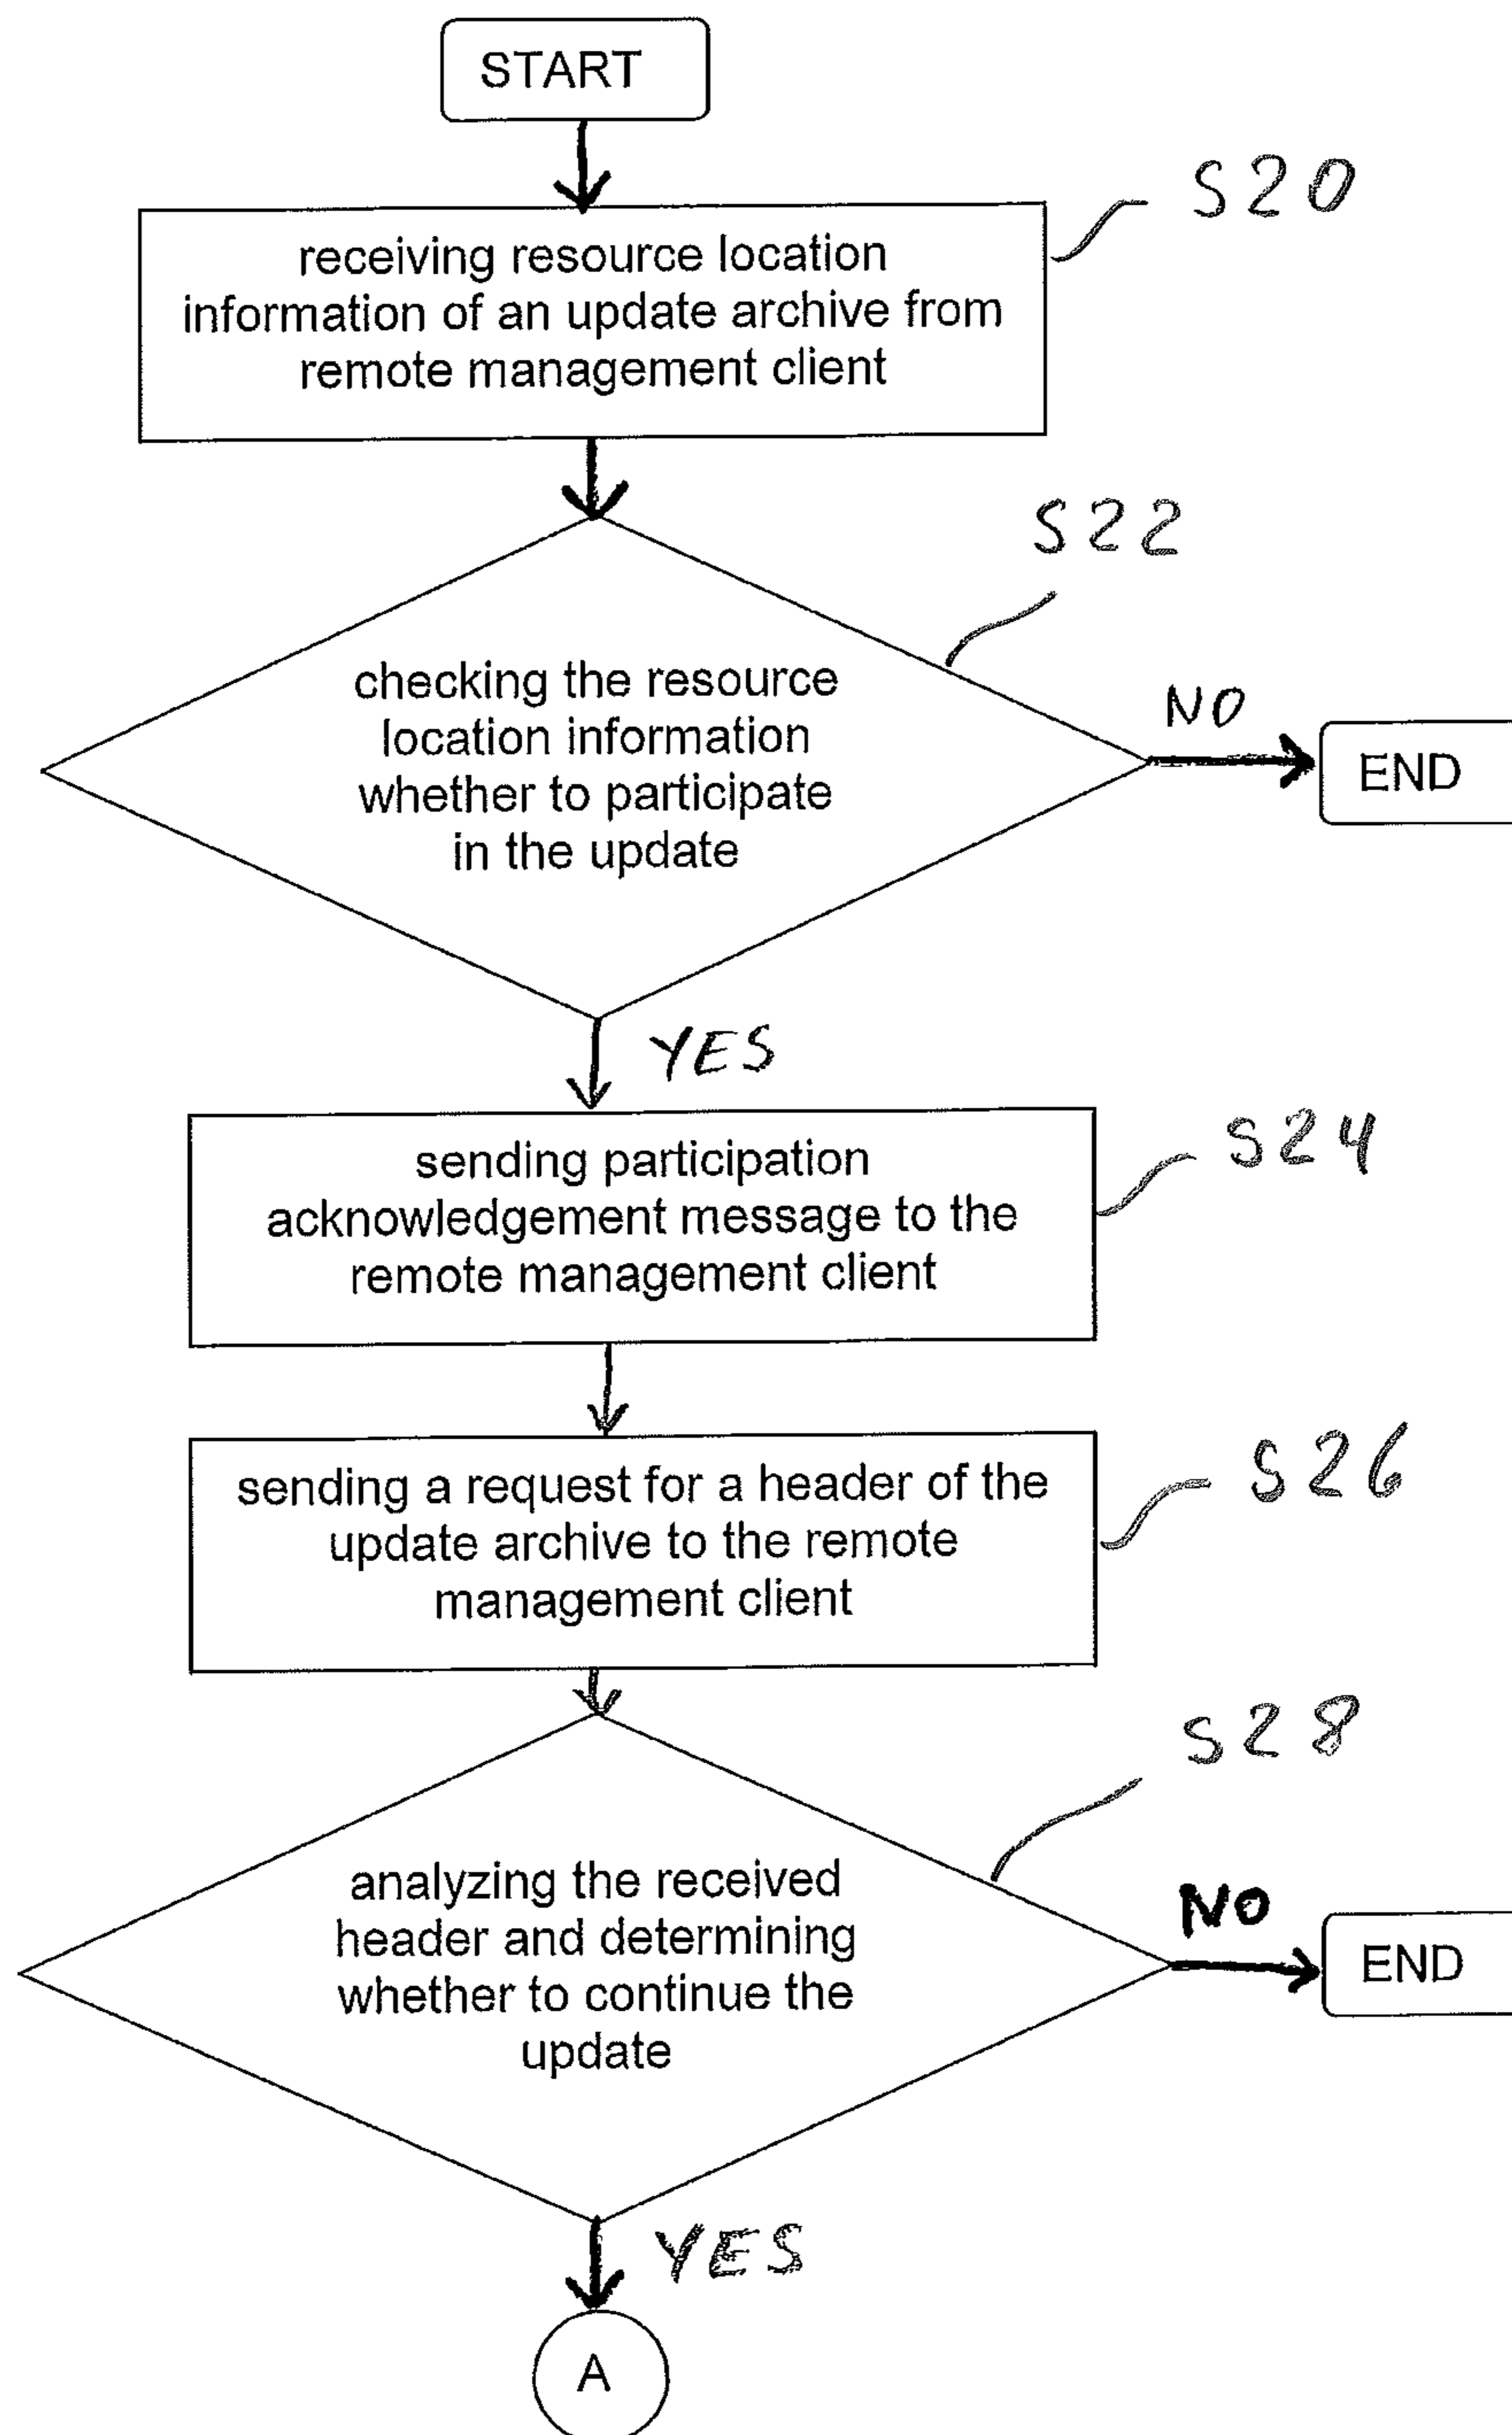 START
S20
receiving resource location
information of an update archive from
remote management client
S22
checking the resource
location information
whether to participate
in the update
NO
END
YES
S24
sending participation
acknowledgement message to the
remote management client
S26
sending a request for a header of the
update archive to the remote
management client
S28
analyzing the received
header and determining
whether to continue the
update
NO
END
YES
A